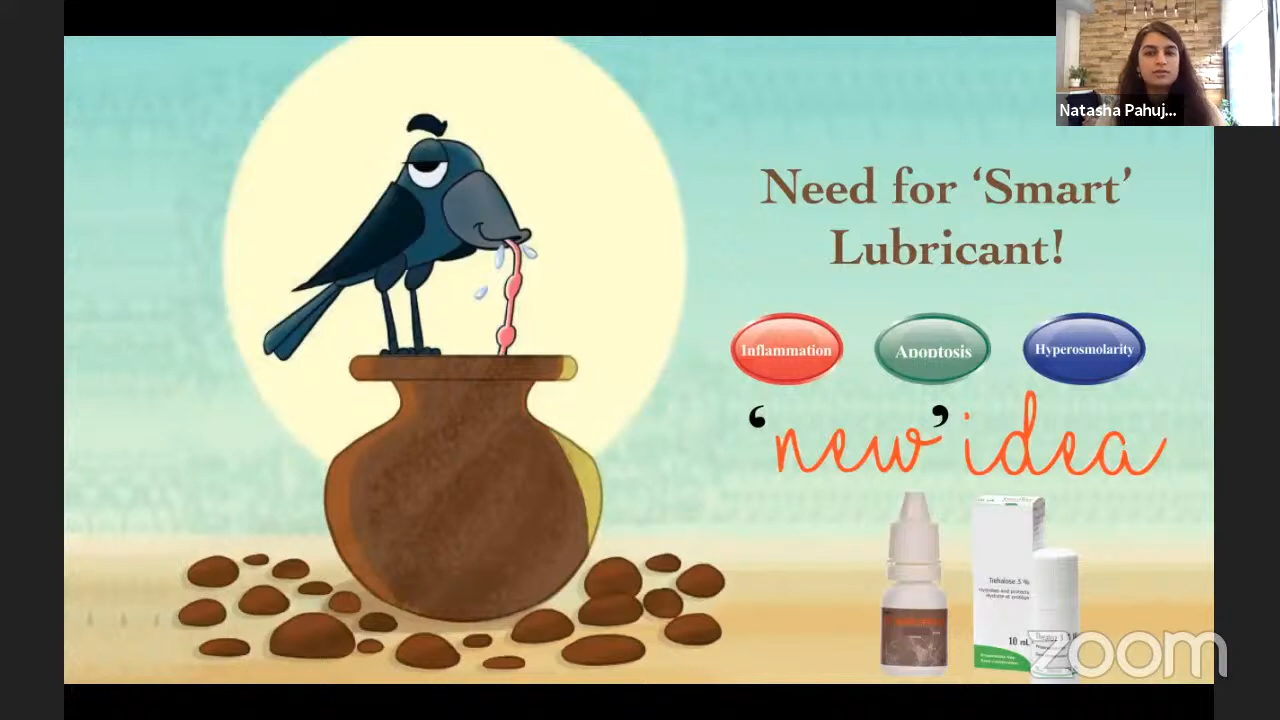 Natasha Pahuj...
Need for ‘Smart’
Lubricant!
Inflammation
Apoptosis
Hyperosmolarity
‘new’ idea
Trehalose 3 %
10 mL
zoom